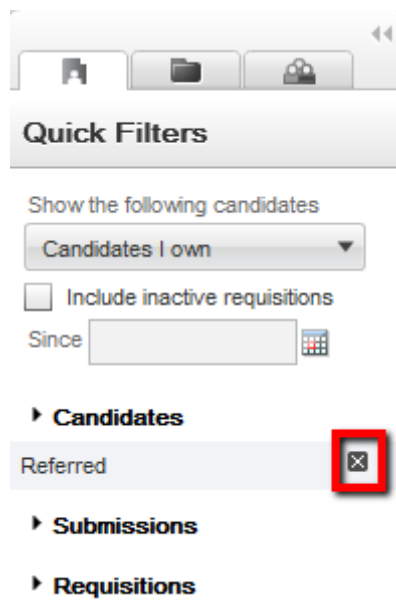 Quick Filters
Show the following candidates
Candidates I own
Include inactive requisitions
Since
Candidates
Referred
Submissions
Requisitions